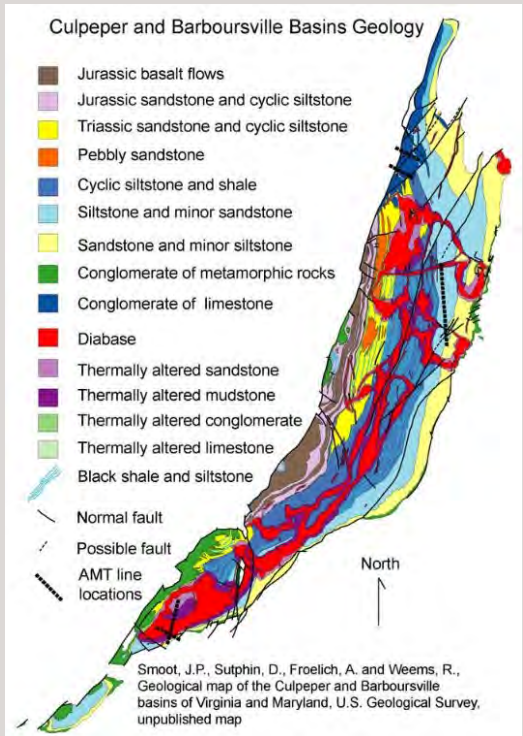 Culpeper and Barboursville Basins Geology
Jurassic basalt flows
Jurassic sandstone and cyclic siltstone
Triassic sandstone and cyclic siltstone
Pebbly sandstone
Cyclic siltstone and shale
Siltstone and minor sandstone
Sandstone and minor siltstone
Conglomerate of metamorphic rocks
Conglomerate of limestone
Diabase
Thermally altered sandstone
Thermally altered mudstone
Thermally altered conglomerate
Thermally altered limestone
Black shale and siltstone
Normal fault
Possible fault
AMT line
locations
North
Smoot, J.P., Sutphin, D., Froelich, A. and Weems, R.,
Geological map of the Culpeper and Barboursville
basins of Virginia and Maryland, U.S. Geological Survey,
unpublished map